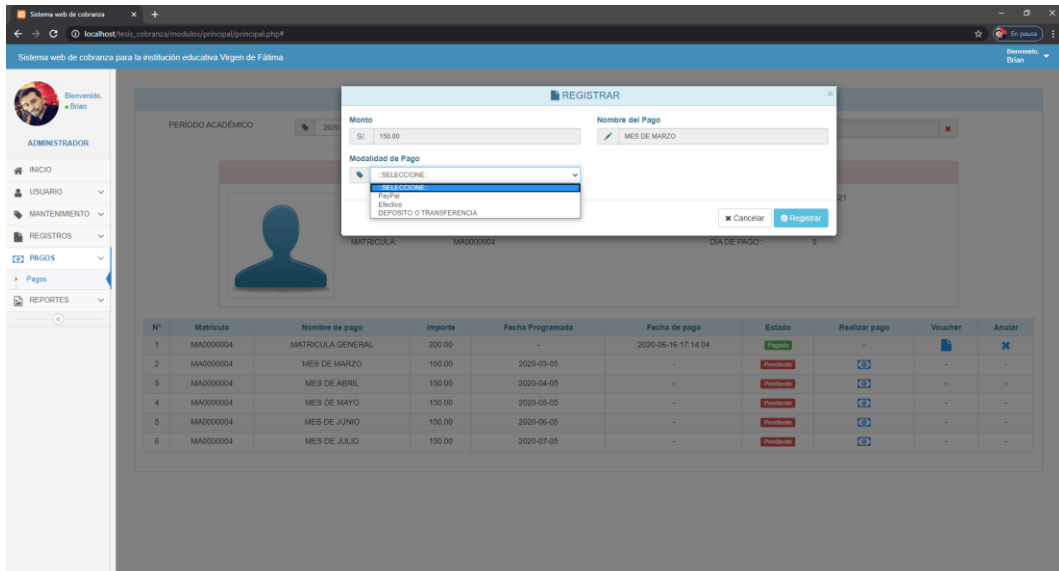 Sistema web de cobranza
localhost/tesis_cobranza/modulos/principal/principal.php#
En pausa
Sistema web de cobranza para la institución educativa Virgen de Fátima
Bienvenido,
Brian
Bienvenido,
Brian
ADMINISTRADOR
INICIO
USUARIO
MANTENIMIENTO
REGISTROS
PAGOS
Pagos
REPORTES
PERÍODO ACADÉMICO
2020
REGISTRAR
Monto
Nombre del Pago
S/.
150.00
MES DE MARZO
Modalidad de Pago
::SELECCIONE::
::SELECCIONE::
PayPal
Efectivo
DEPOSITO O TRANSFERENCIA
Cancelar
Registrar
21
MATRÍCULA:
MA0000004
DÍA DE PAGO::
5
N° Matrícula Nombre de pago Importe Fecha Programada Fecha de pago Estado Realizar pago Voucher Anular
1 MA0000004 MATRICULA GENERAL 200.00 - 2020-06-16 17:14:04 Pagado -
2 MA0000004 MES DE MARZO 150.00 2020-03-05 - Pendiente - -
3 MA0000004 MES DE ABRIL 150.00 2020-04-05 - Pendiente - -
4 MA0000004 MES DE MAYO 150.00 2020-05-05 - Pendiente - -
5 MA0000004 MES DE JUNIO 150.00 2020-06-05 - Pendiente - -
6 MA0000004 MES DE JULIO 150.00 2020-07-05 - Pendiente - -